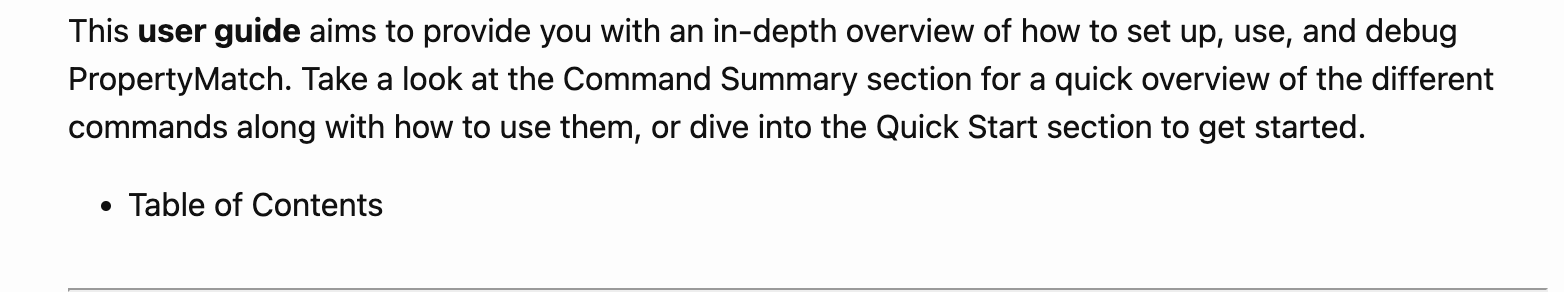 This user guide aims to provide you with an in-depth overview of how to set up, use, and debug
PropertyMatch. Take a look at the Command Summary section for a quick overview of the different
commands along with how to use them, or dive into the Quick Start section to get started.
• Table of Contents